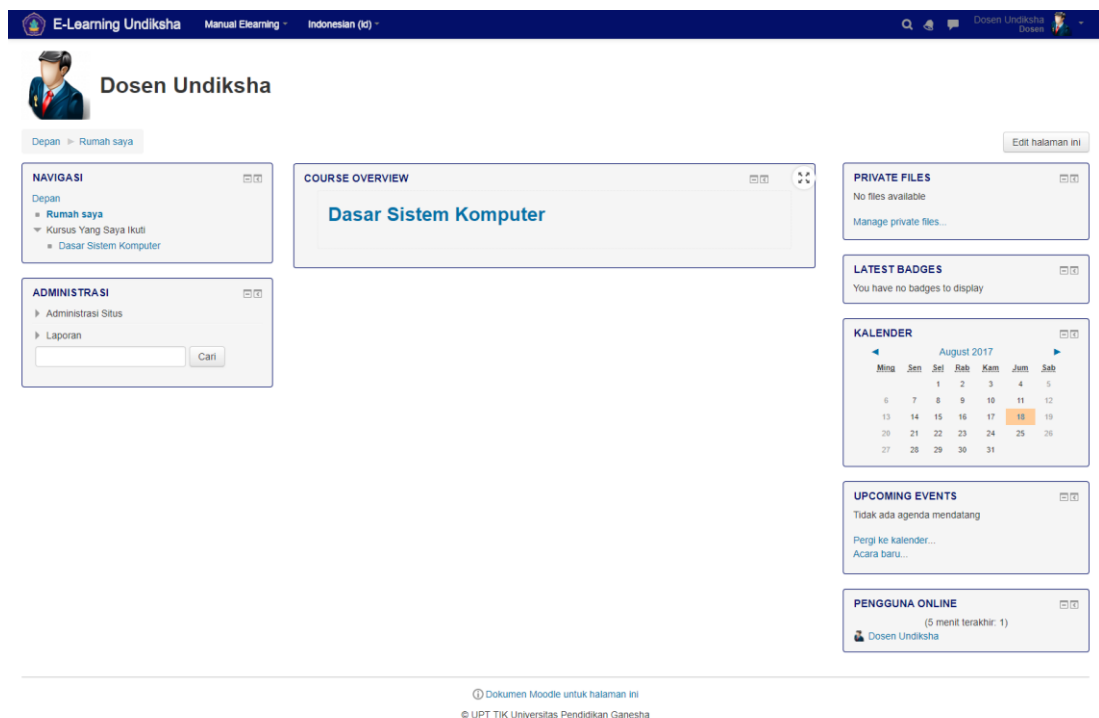 E-Learning Undiksha
Manual Elearning
Indonesian (id)
Dosen Undiksha
Dosen
Dosen Undiksha
Depan
Rumah saya
Edit halaman ini
NAVIGASI
Depan
Rumah saya
Kursus Yang Saya Ikuti
Dasar Sistem Komputer
ADMINISTRASI
Administrasi Situs
Laporan
Cari
COURSE OVERVIEW
Dasar Sistem Komputer
PRIVATE FILES
No files available
Manage private files...
LATEST BADGES
You have no badges to display
KALENDER
◄ August 2017 ►
Ming Sen Sel Rab Kam Jum Sab
1 2 3 4 5
6 7 8 9 10 11 12
13 14 15 16 17 18 19
20 21 22 23 24 25 26
27 28 29 30 31
UPCOMING EVENTS
Tidak ada agenda mendatang
Pergi ke kalender...
Acara baru...
PENGGUNA ONLINE
(5 menit terakhir: 1)
Dosen Undiksha
Dokumen Moodle untuk halaman ini
© UPT TIK Universitas Pendidikan Ganesha